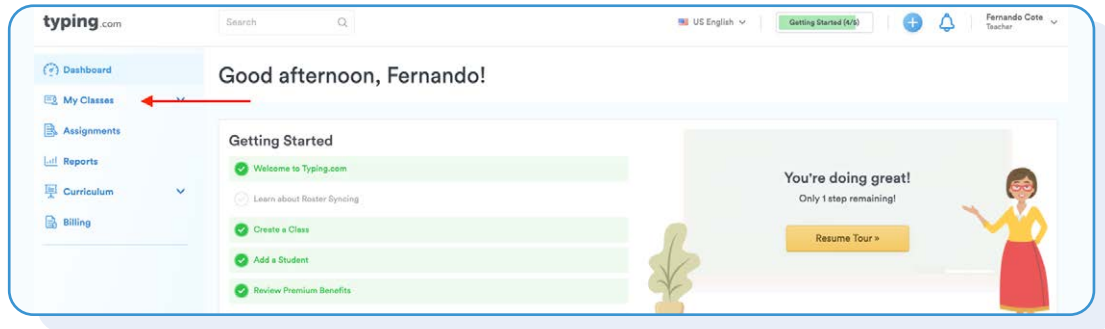 typing.com
Search
US English
Getting Started (4/5)
Fernando Cote
Teacher
Dashboard
My Classes
Assignments
Reports
Curriculum
Billing
Good afternoon, Fernando!
Getting Started
Welcome to Typing.com
Learn about Roster Syncing
Create a Class
Add a Student
Review Premium Benefits
You're doing great!
Only 1 step remaining!
Resume Tour »